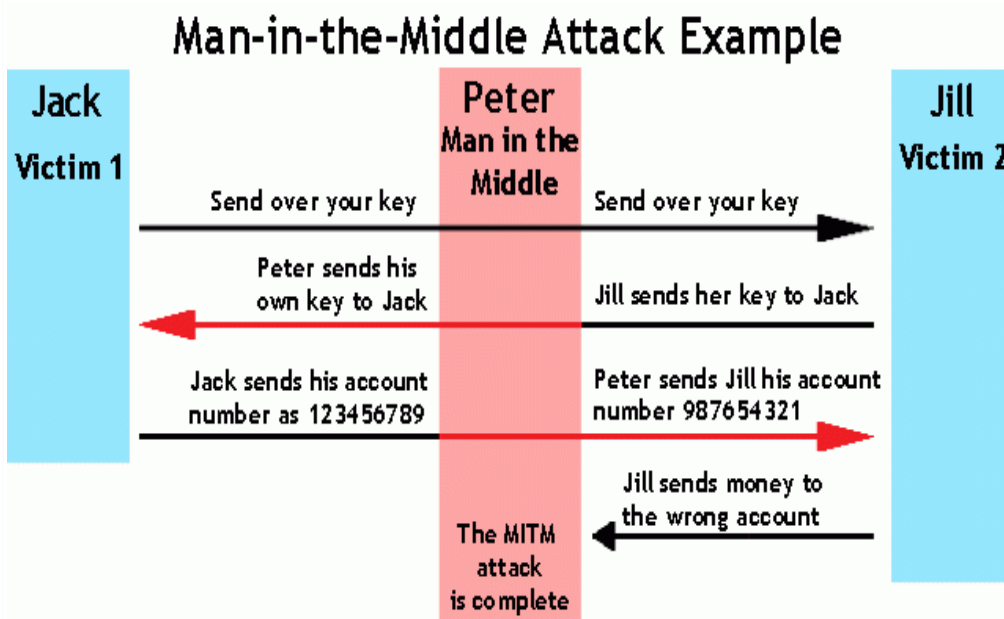 Man-in-the-Middle Attack Example
Jack
Victim 1
Peter
Man in the
Middle
Jill
Victim 2
Send over your key
Send over your key
Peter sends his
own key to Jack
Jill sends her key to Jack
Jack sends his account
number as 123456789
Peter sends Jill his account
number 987654321
Jill sends money to
the wrong account
The MITM
attack
is complete